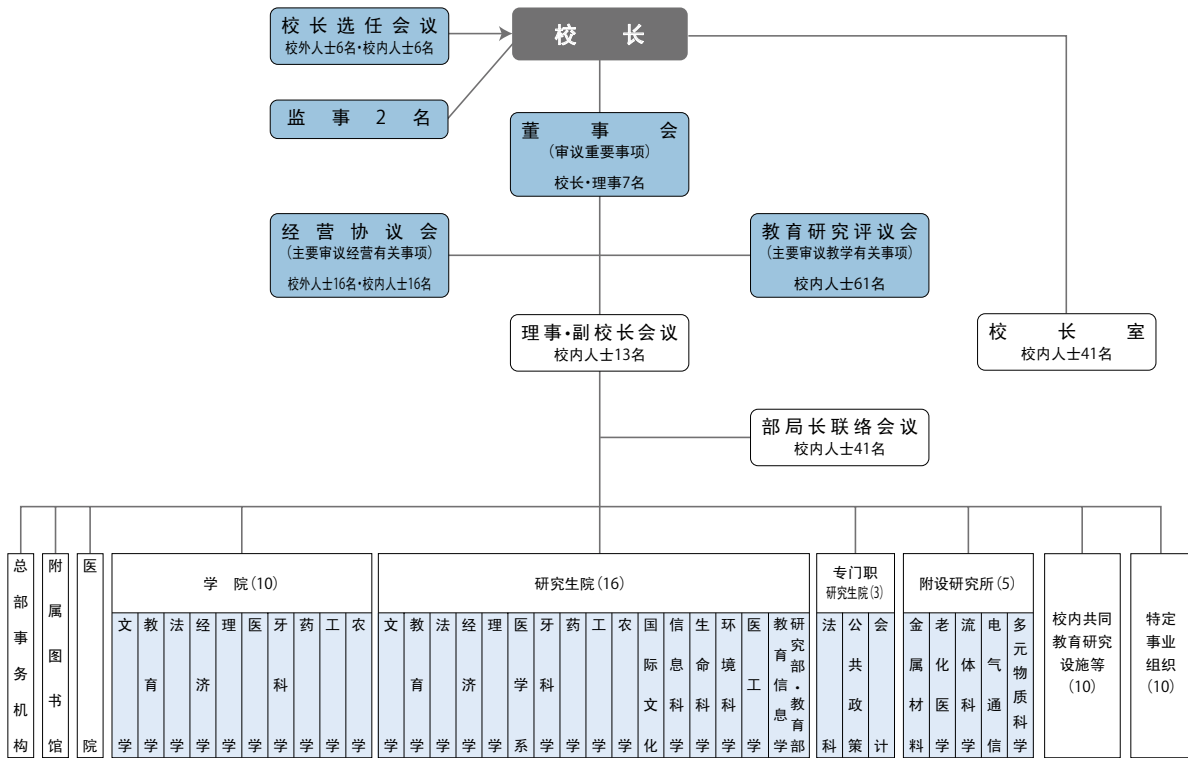 校长选任会议
校外人士6名•校内人士6名
校 长
监 事 2 名
董 事 会
（审议重要事项）
校长•理事7名
经营协议会
（主要审议经营有关事项）
校外人士16名•校内人士16名
教育研究评议会
（主要审议教学有关事项）
校内人士61名
理事•副校长会议
校内人士13名
校 长 室
校内人士41名
部局长联络会议
校内人士41名
总部事务机构
附属图书馆
医院
学 院（10）
文学
教育学
法学
经济学
理学
医学
牙科学
药学
工学
农学
研究生院（16）
文学
教育学
法学
经济学
理学
医学系
牙科学
药学
工学
农学
国际文化
信息科学
生命科学
环境科学
医工学
教育信息学
研究部•教育部
专门职
研究生院（3）
法科
公共政策
会计
附设研究所（5）
金属材料
老化医学
流体科学
电气通信
多元物质科学
校内共同
教育研究
设施等
（10）
特定
事业
组织
（10）